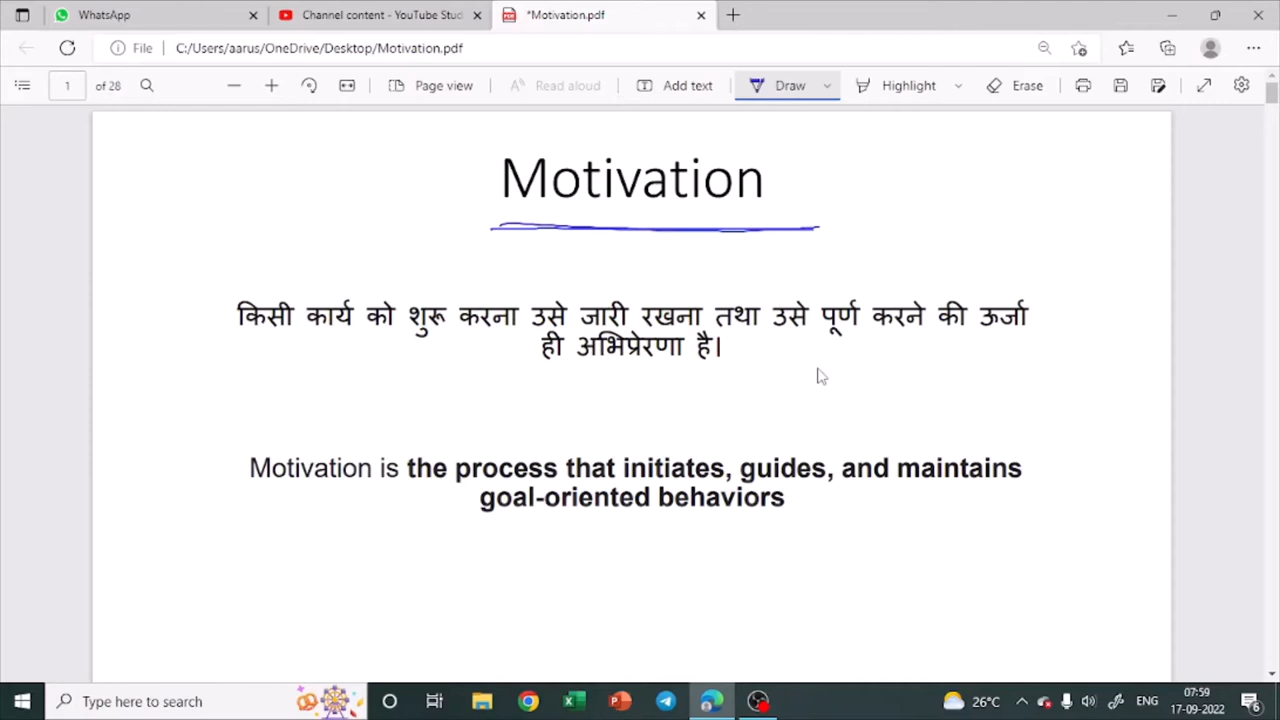 WhatsApp
Channel content - YouTube Stud
*Motivation.pdf
File
C:/Users/aarus/OneDrive/Desktop/Motivation.pdf
1 of 28
Page view
Read aloud
Add text
Draw
Highlight
Erase
Motivation
किसी कार्य को शुरू करना उसे जारी रखना तथा उसे पूर्ण करने की ऊर्जा
ही अभिप्रेरणा है।
Motivation is the process that initiates, guides, and maintains
goal-oriented behaviors
Type here to search
26°C
ENG
07:59
17-09-2022
6